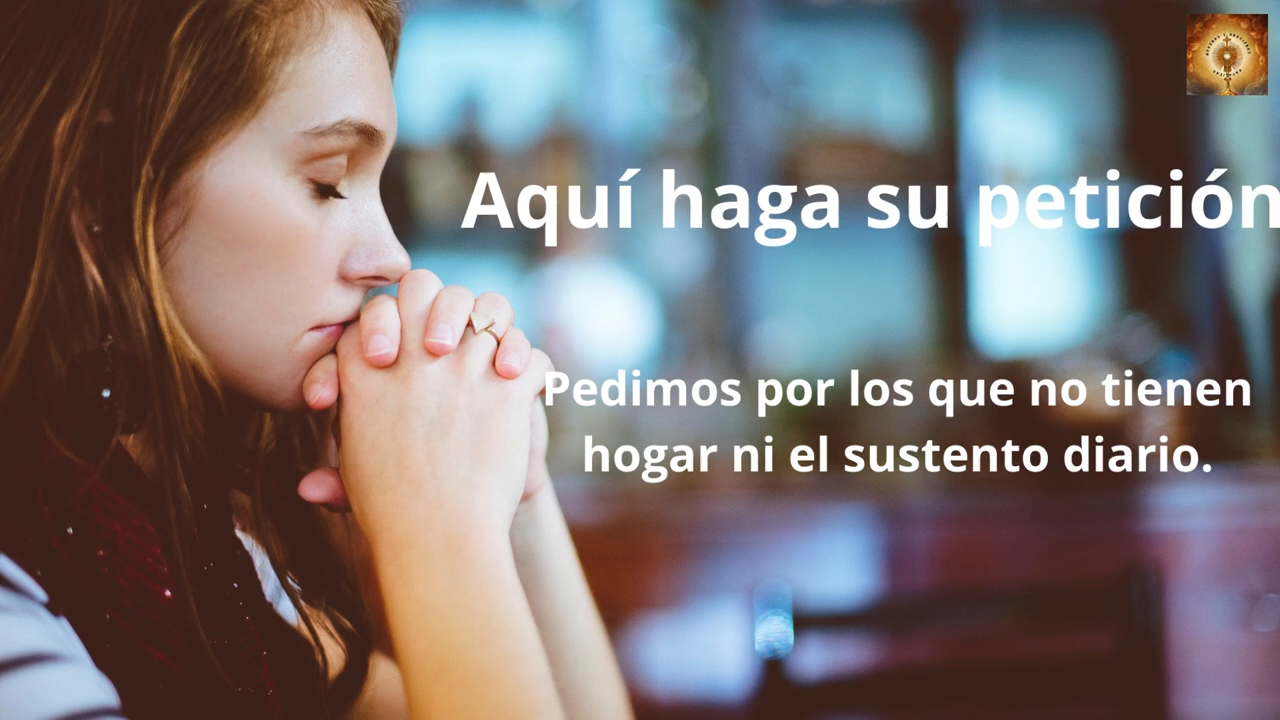 Aquí haga su petición
Pedimos por los que no tienen
hogar ni el sustento diario.